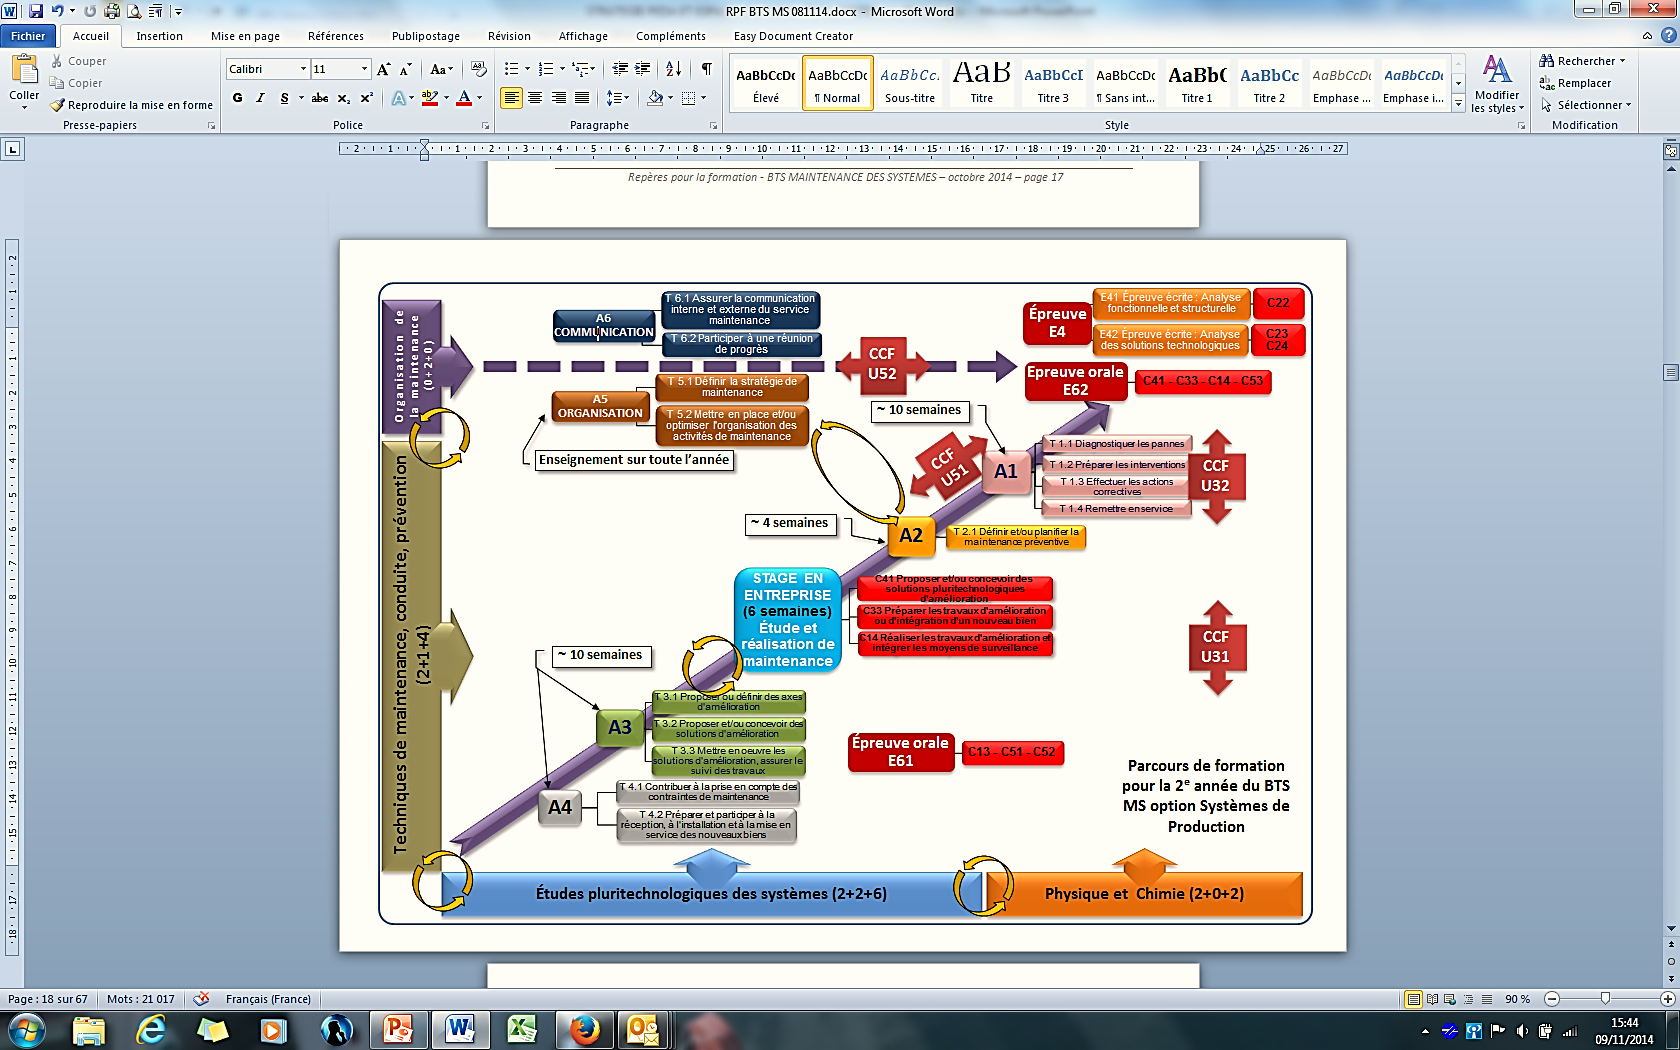 RPF BTS MS 081114.docx - Microsoft Word
Fichier Accueil Insertion Mise en page Références Publipostage Révision Affichage Compléments Easy Document Creator
Coller
Couper
Copier
Reproduire la mise en forme
Presse-papiers
Calibri 11
G I S abc x₂ x²
Police
Paragraphe
AaBbCcDc AaBbCcDc AaBbCc. AaB AaBbCcI AaBbCcDc AaBbC AaBbCc AaBbCcDc AaBbCcDc
Élevé ¶ Normal Sous-titre Titre Titre 3 ¶ Sans int... Titre 1 Titre 2 Emphase ... Emphase i...
Style
Modifier
les styles
Rechercher
Remplacer
Sélectionner
Modification
Repères pour la formation - BTS MAINTENANCE DES SYSTEMES – octobre 2014 – page 17
Organisation de
la maintenance
(0+2+0)
Techniques de maintenance, conduite, prévention
(2+1+4)
A6
COMMUNICATION
T 6.1 Assurer la communication
interne et externe du service
maintenance
T 6.2 Participer à une réunion
de progrès
CCF
U52
A5
ORGANISATION
T 5.1 Définir la stratégie de
maintenance
T 5.2 Mettre en place et/ou
optimiser l'organisation des
activités de maintenance
Enseignement sur toute l'année
Épreuve
E4
E41 Épreuve écrite : Analyse
fonctionnelle et structurelle
C22
E42 Épreuve écrite : Analyse
des solutions technologiques
C23
C24
Epreuve orale
E62
C41 - C33 - C14 - C53
~ 10 semaines
CCF
U51
A1
T 1.1 Diagnostiquer les pannes
T 1.2 Préparer les interventions
T 1.3 Effectuer les actions
correctives
T 1.4 Remettre en service
CCF
U32
~ 4 semaines
A2
T 2.1 Définir et/ou planifier la
maintenance préventive
STAGE EN
ENTREPRISE
(6 semaines)
Étude et
réalisation de
maintenance
C41 Proposer et/ou concevoir des
solutions pluritechnologiques
d'amélioration
C33 Préparer les travaux d'amélioration
ou d'intégration d'un nouveau bien
C14 Réaliser les travaux d'amélioration et
intégrer les moyens de surveillance
CCF
U31
~ 10 semaines
A3
T 3.1 Proposer ou définir des axes
d'amélioration
T 3.2 Proposer et/ou concevoir des
solutions d'amélioration
T 3.3 Mettre en oeuvre les
solutions d'amélioration, assurer le
suivi des travaux
A4
T 4.1 Contribuer à la prise en compte des
contraintes de maintenance
T 4.2 Préparer et participer à la
réception, à l'installation et à la mise en
service des nouveaux biens
Épreuve orale
E61
C13 - C51 - C52
Parcours de formation
pour la 2e année du BTS
MS option Systèmes de
Production
Études pluritechnologiques des systèmes (2+2+6)
Physique et Chimie (2+0+2)
Page : 18 sur 67 Mots : 21 017 Français (France) 90 %
15:44
09/11/2014